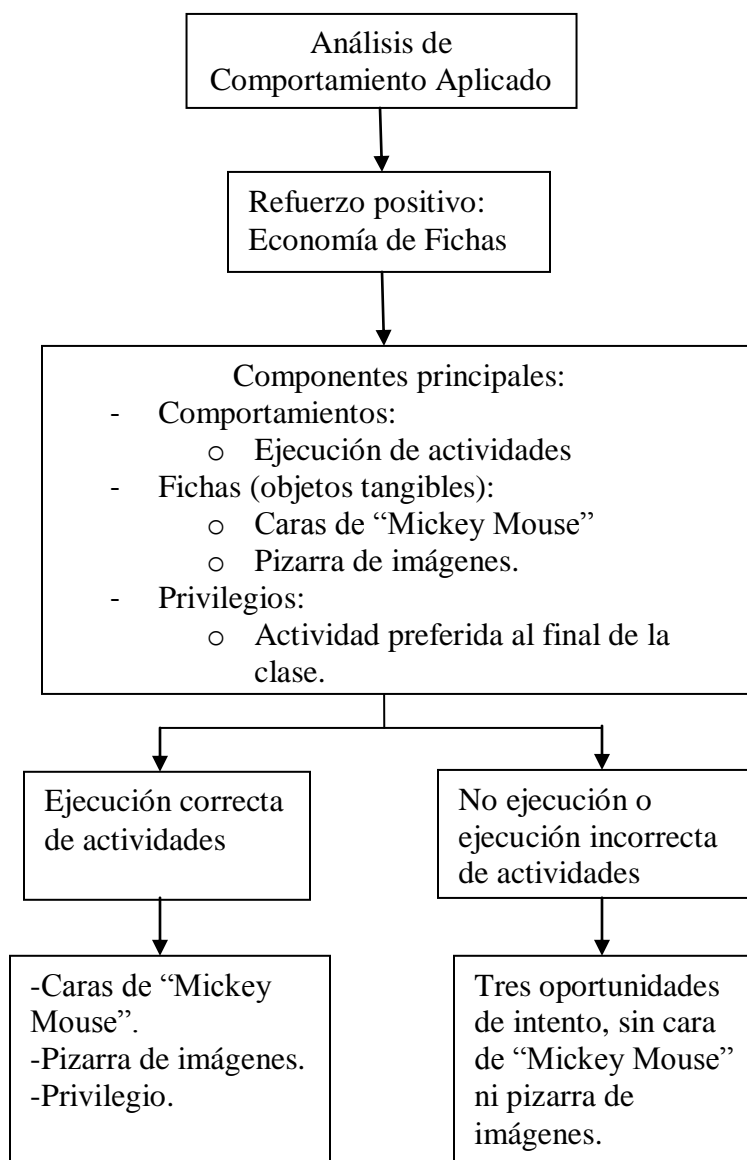 Análisis de
Comportamiento Aplicado
Refuerzo positivo:
Economía de Fichas
Componentes principales:
- Comportamientos:
o Ejecución de actividades
- Fichas (objetos tangibles):
o Caras de “Mickey Mouse”
o Pizarra de imágenes.
- Privilegios:
o Actividad preferida al final de la
clase.
Ejecución correcta
de actividades
No ejecución o
ejecución incorrecta
de actividades
-Caras de “Mickey
Mouse”.
-Pizarra de imágenes.
-Privilegio.
Tres oportunidades
de intento, sin cara
de “Mickey Mouse”
ni pizarra de
imágenes.